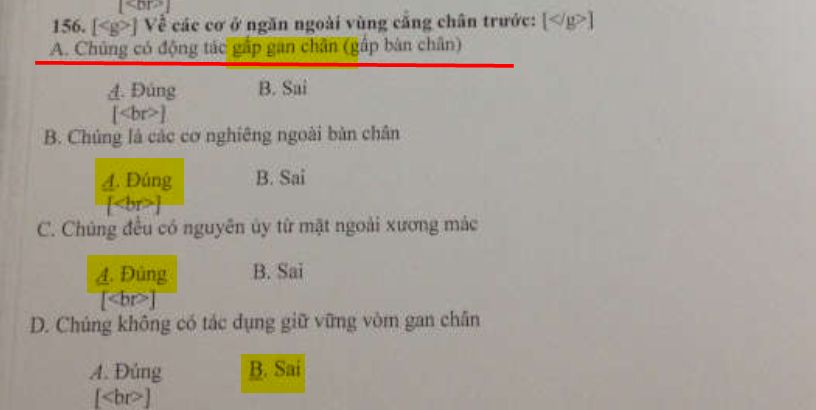 [<br>]
156. [<g>] Về các cơ ở ngăn ngoài vùng cẳng chân trước: [</g>]
A. Chúng có động tác gấp gan chân (gấp bàn chân)
A. Đúng B. Sai
[<br>]
B. Chúng là các cơ nghiêng ngoài bàn chân
A. Đúng B. Sai
[<br>]
C. Chúng đều có nguyên ủy từ mặt ngoài xương mác
A. Đúng B. Sai
[<br>]
D. Chúng không có tác dụng giữ vững vòm gan chân
A. Đúng B. Sai
[<br>]